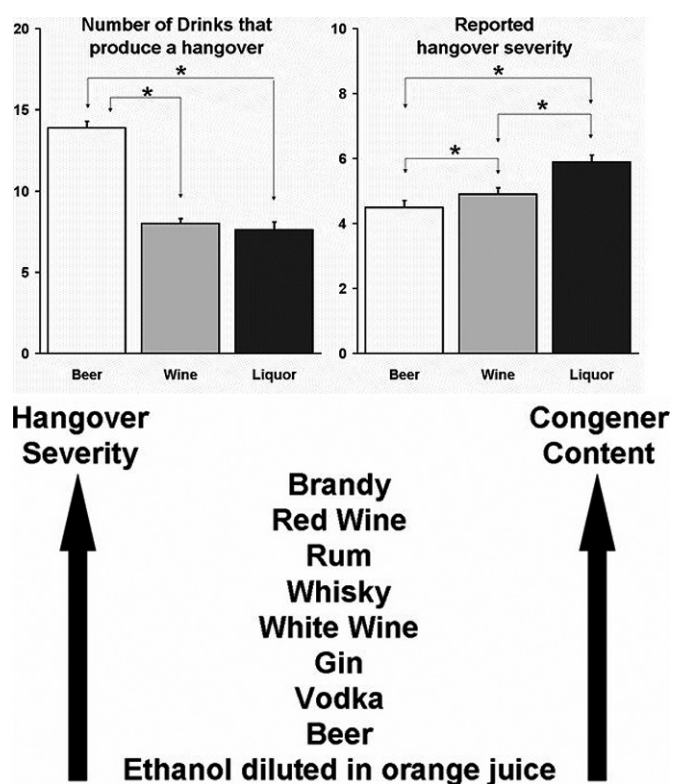 Number of Drinks that
produce a hangover
20
15
10
5
0
*
*
Beer
Wine
Liquor
Reported
hangover severity
10
8
6
4
2
0
*
*
*
Beer
Wine
Liquor
Hangover
Severity
Congener
Content
Brandy
Red Wine
Rum
Whisky
White Wine
Gin
Vodka
Beer
Ethanol diluted in orange juice